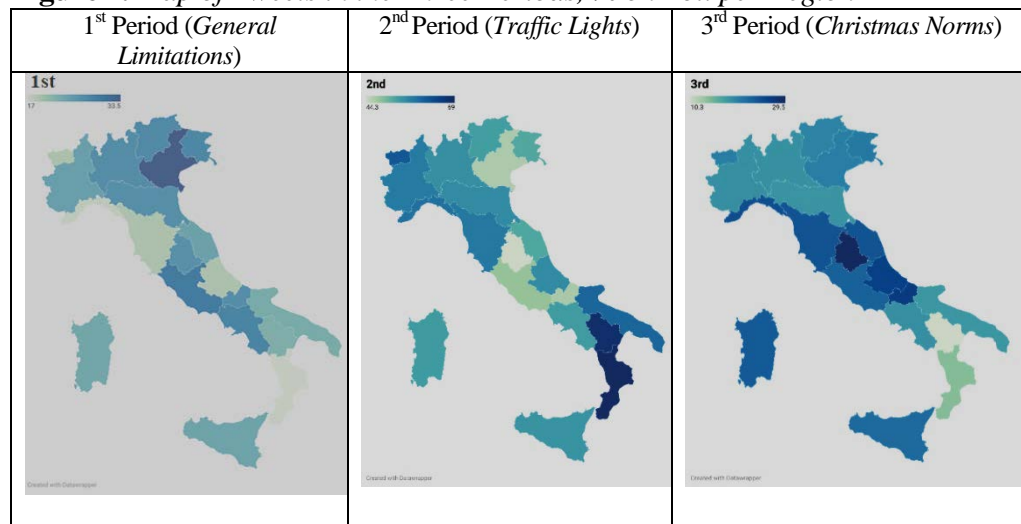 1st Period (General
Limitations)
2nd Period (Traffic Lights)
3rd Period (Christmas Norms)
1st
17 33.5
2nd
44.3 69
3rd
10.3 29.5
Created with Datawrapper
Created with Datawrapper
Created with Datawrapper